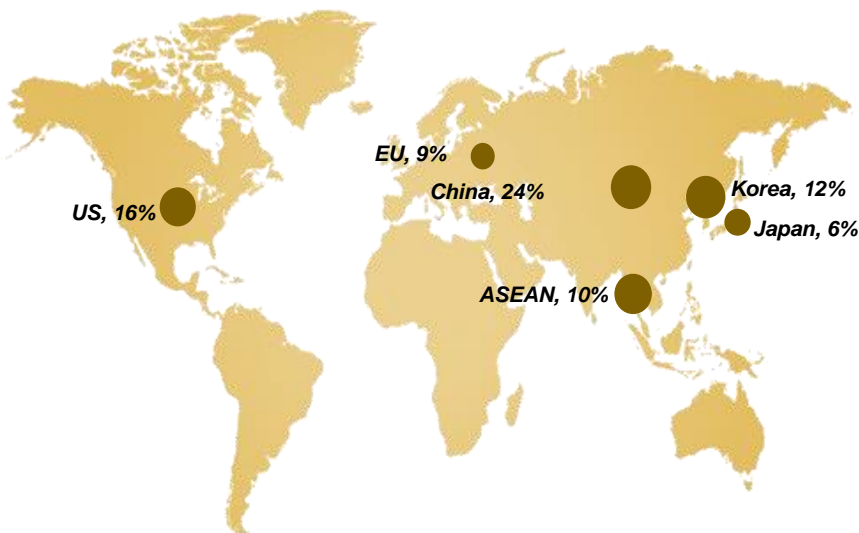 EU, 9%
China, 24%
Korea, 12%
US, 16%
Japan, 6%
ASEAN, 10%